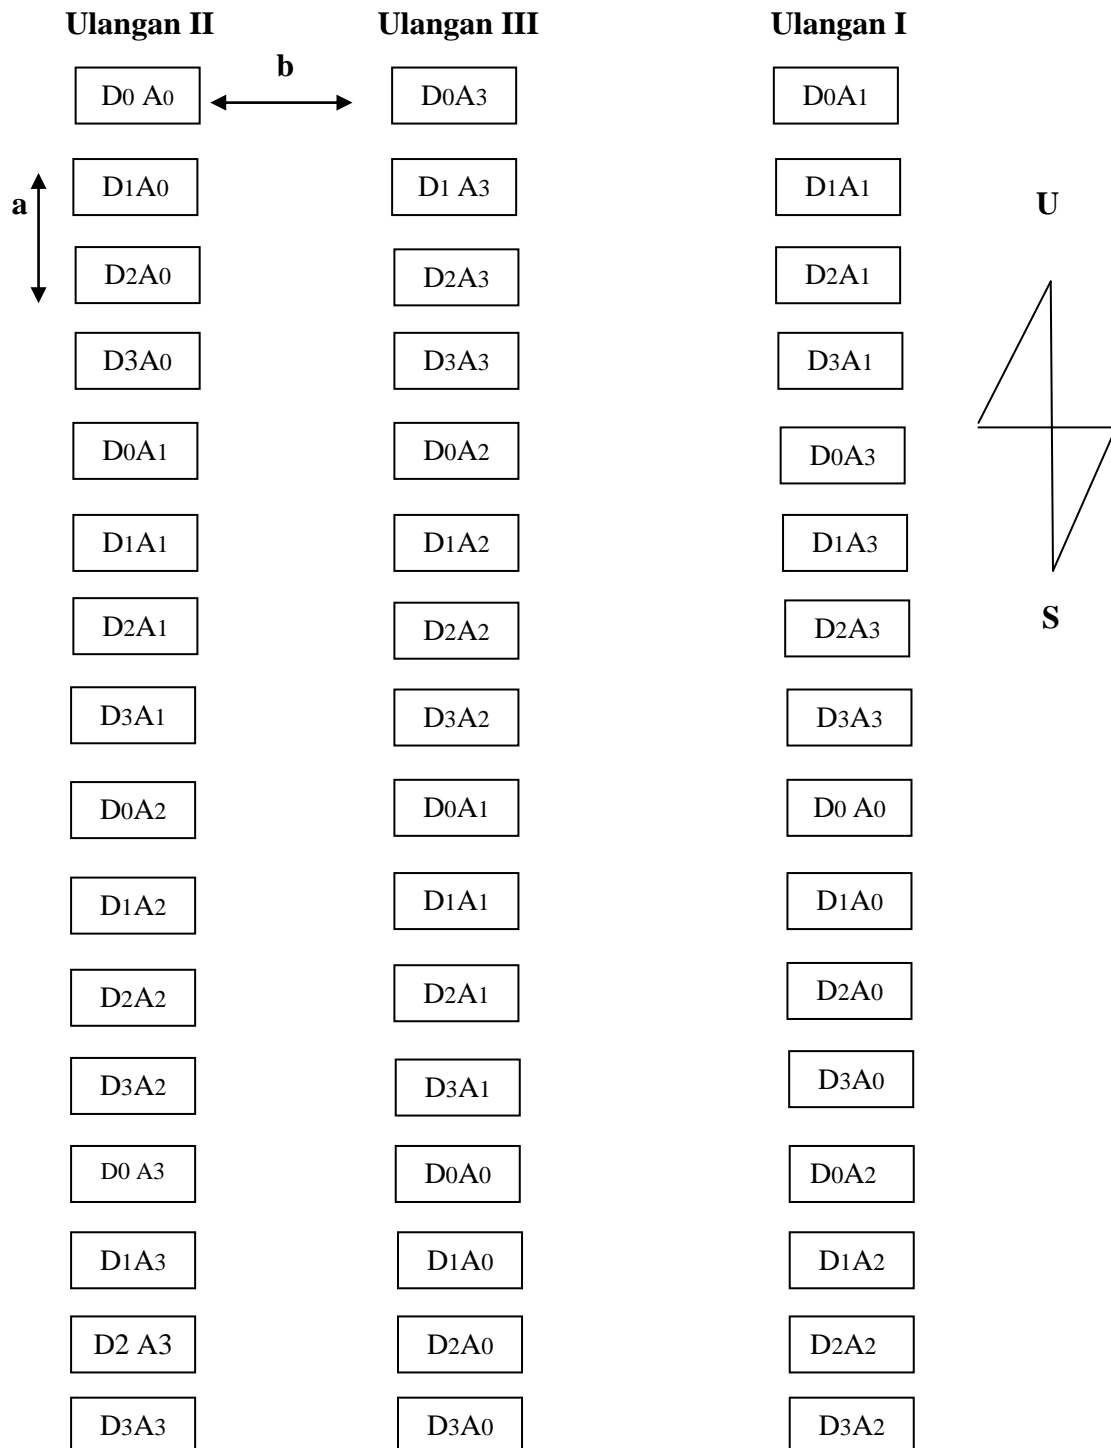 Ulangan II Ulangan III Ulangan I
b
D0 A0 D0A3 D0A1
D1A0 D1 A3 D1A1
a U
D2A0 D2A3 D2A1
D3A0 D3A3 D3A1
D0A1 D0A2 D0A3
D1A1 D1A2 D1A3
D2A1 D2A2 D2A3
S
D3A1 D3A2 D3A3
D0A2 D0A1 D0 A0
D1A2 D1A1 D1A0
D2A2 D2A1 D2A0
D3A2 D3A1 D3A0
D0 A3 D0A0 D0A2
D1A3 D1A0 D1A2
D2 A3 D2A0 D2A2
D3A3 D3A0 D3A2